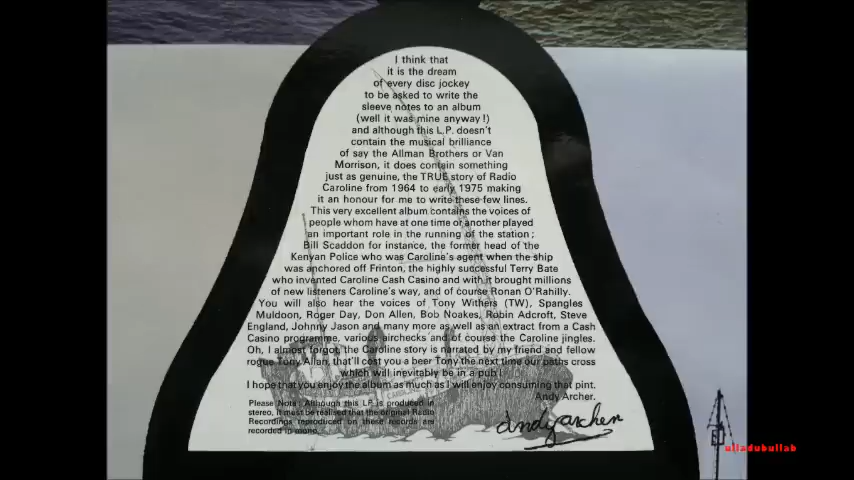 I think that
it is the dream
of every disc jockey
to be asked to write the
sleeve notes to an album
(well it was mine anyway!)
and although this L.P. doesn't
contain the musical brilliance
of say the Allman Brothers or Van
Morrison, it does contain something
just as genuine, the TRUE story of Radio
Caroline from 1964 to early 1975 making
it an honour for me to write these few lines.
This very excellent album contains the voices of
people whom have at one time or another played
an important role in the running of the station;
Bill Scaddon for instance, the former head of the
Kenyan Police who was Caroline's agent when the ship
was anchored off Frinton, the highly successful Terry Bate
who invented Caroline Cash Casino and with it brought millions
of new listeners Caroline's way, and of course Ronan O'Rahilly.
You will also hear the voices of Tony Withers (TW), Spangles
Muldoon, Roger Day, Don Allen, Bob Noakes, Robin Adcroft, Steve
England, Johnny Jason and many more as well as an extract from a Cash
Casino programme, various airchecks and of course the Caroline jingles.
Oh, I almost forgot, the Caroline story is narrated by my friend and fellow
rogue Tony Allan, that'll cost you a beer Tony the next time our paths cross
which will inevitably be in a pub!
I hope that you enjoy the album as much as I will enjoy consuming that pint.
Andy Archer.
Please Note: Although this LP is produced in
stereo, it must be realised that the original Radio
Recordings reproduced on these records are
recorded in mono.
andyarcher
ulladubullab